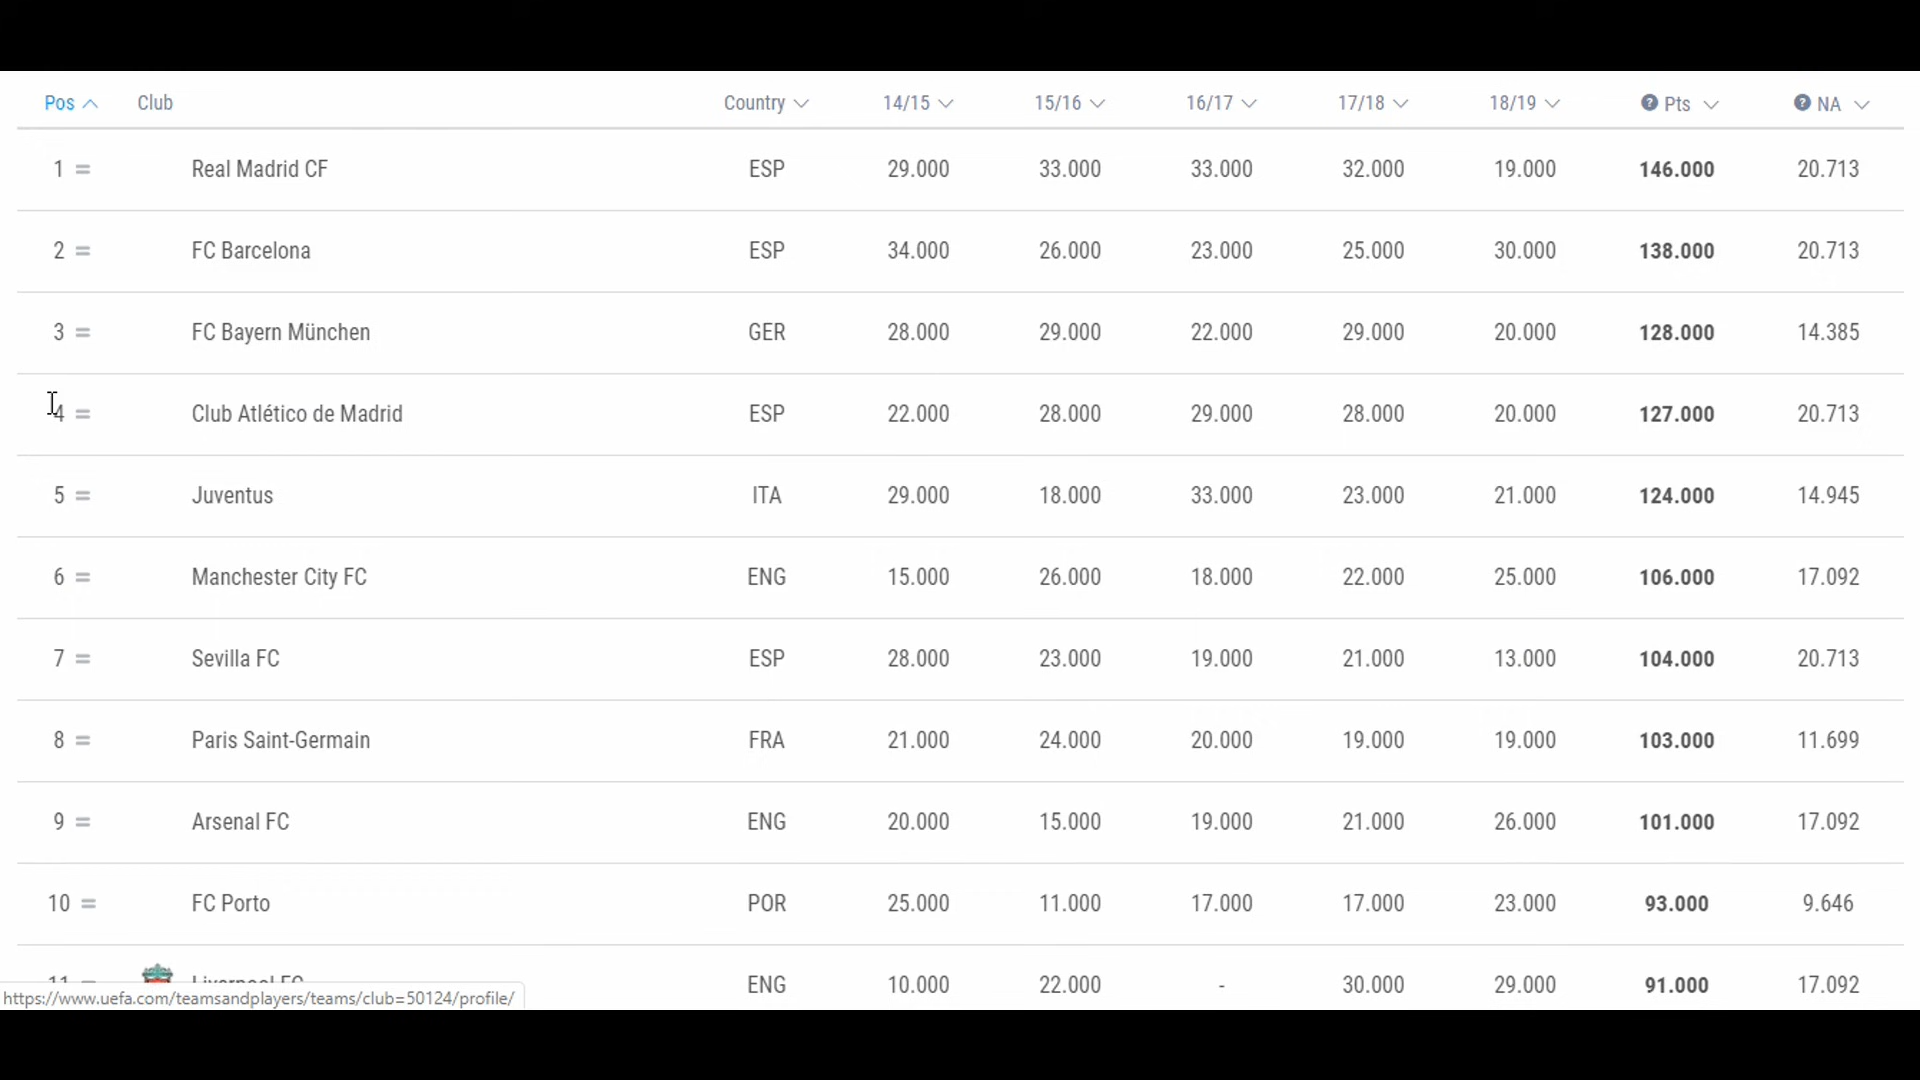 Pos Club Country 14/15 15/16 16/17 17/18 18/19 ? Pts ? NA
1 = Real Madrid CF ESP 29.000 33.000 33.000 32.000 19.000 146.000 20.713
2 = FC Barcelona ESP 34.000 26.000 23.000 25.000 30.000 138.000 20.713
3 = FC Bayern München GER 28.000 29.000 22.000 29.000 20.000 128.000 14.385
4 = Club Atlético de Madrid ESP 22.000 28.000 29.000 28.000 20.000 127.000 20.713
5 = Juventus ITA 29.000 18.000 33.000 23.000 21.000 124.000 14.945
6 = Manchester City FC ENG 15.000 26.000 18.000 22.000 25.000 106.000 17.092
7 = Sevilla FC ESP 28.000 23.000 19.000 21.000 13.000 104.000 20.713
8 = Paris Saint-Germain FRA 21.000 24.000 20.000 19.000 19.000 103.000 11.699
9 = Arsenal FC ENG 20.000 15.000 19.000 21.000 26.000 101.000 17.092
10 = FC Porto POR 25.000 11.000 17.000 17.000 23.000 93.000 9.646
11 = Liverpool FC ENG 10.000 22.000 - 30.000 29.000 91.000 17.092
https://www.uefa.com/teamsandplayers/teams/club=50124/profile/